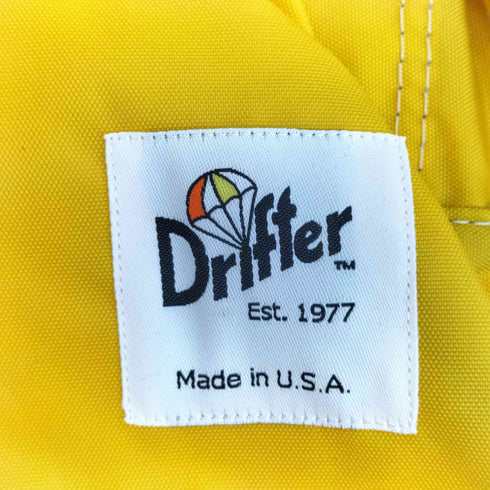 Drifter™
Est. 1977
Made in U.S.A.